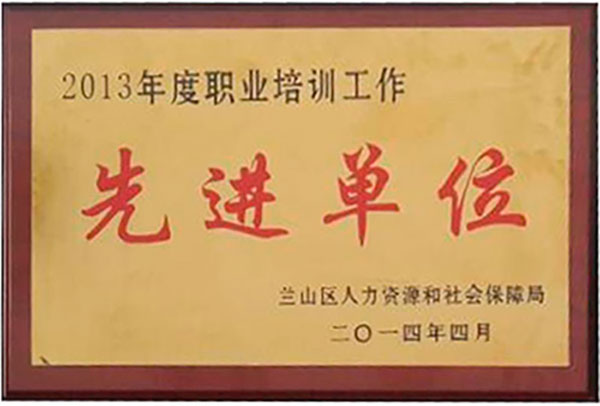 2013年度职业培训工作
先进单位
兰山区人力资源和社会保障局
二〇一四年四月